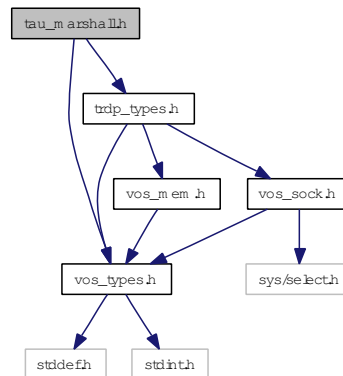 tau_marshall.h
trdp_types.h
vos_mem.h
vos_sock.h
vos_types.h
sys/select.h
stddef.h
stdint.h